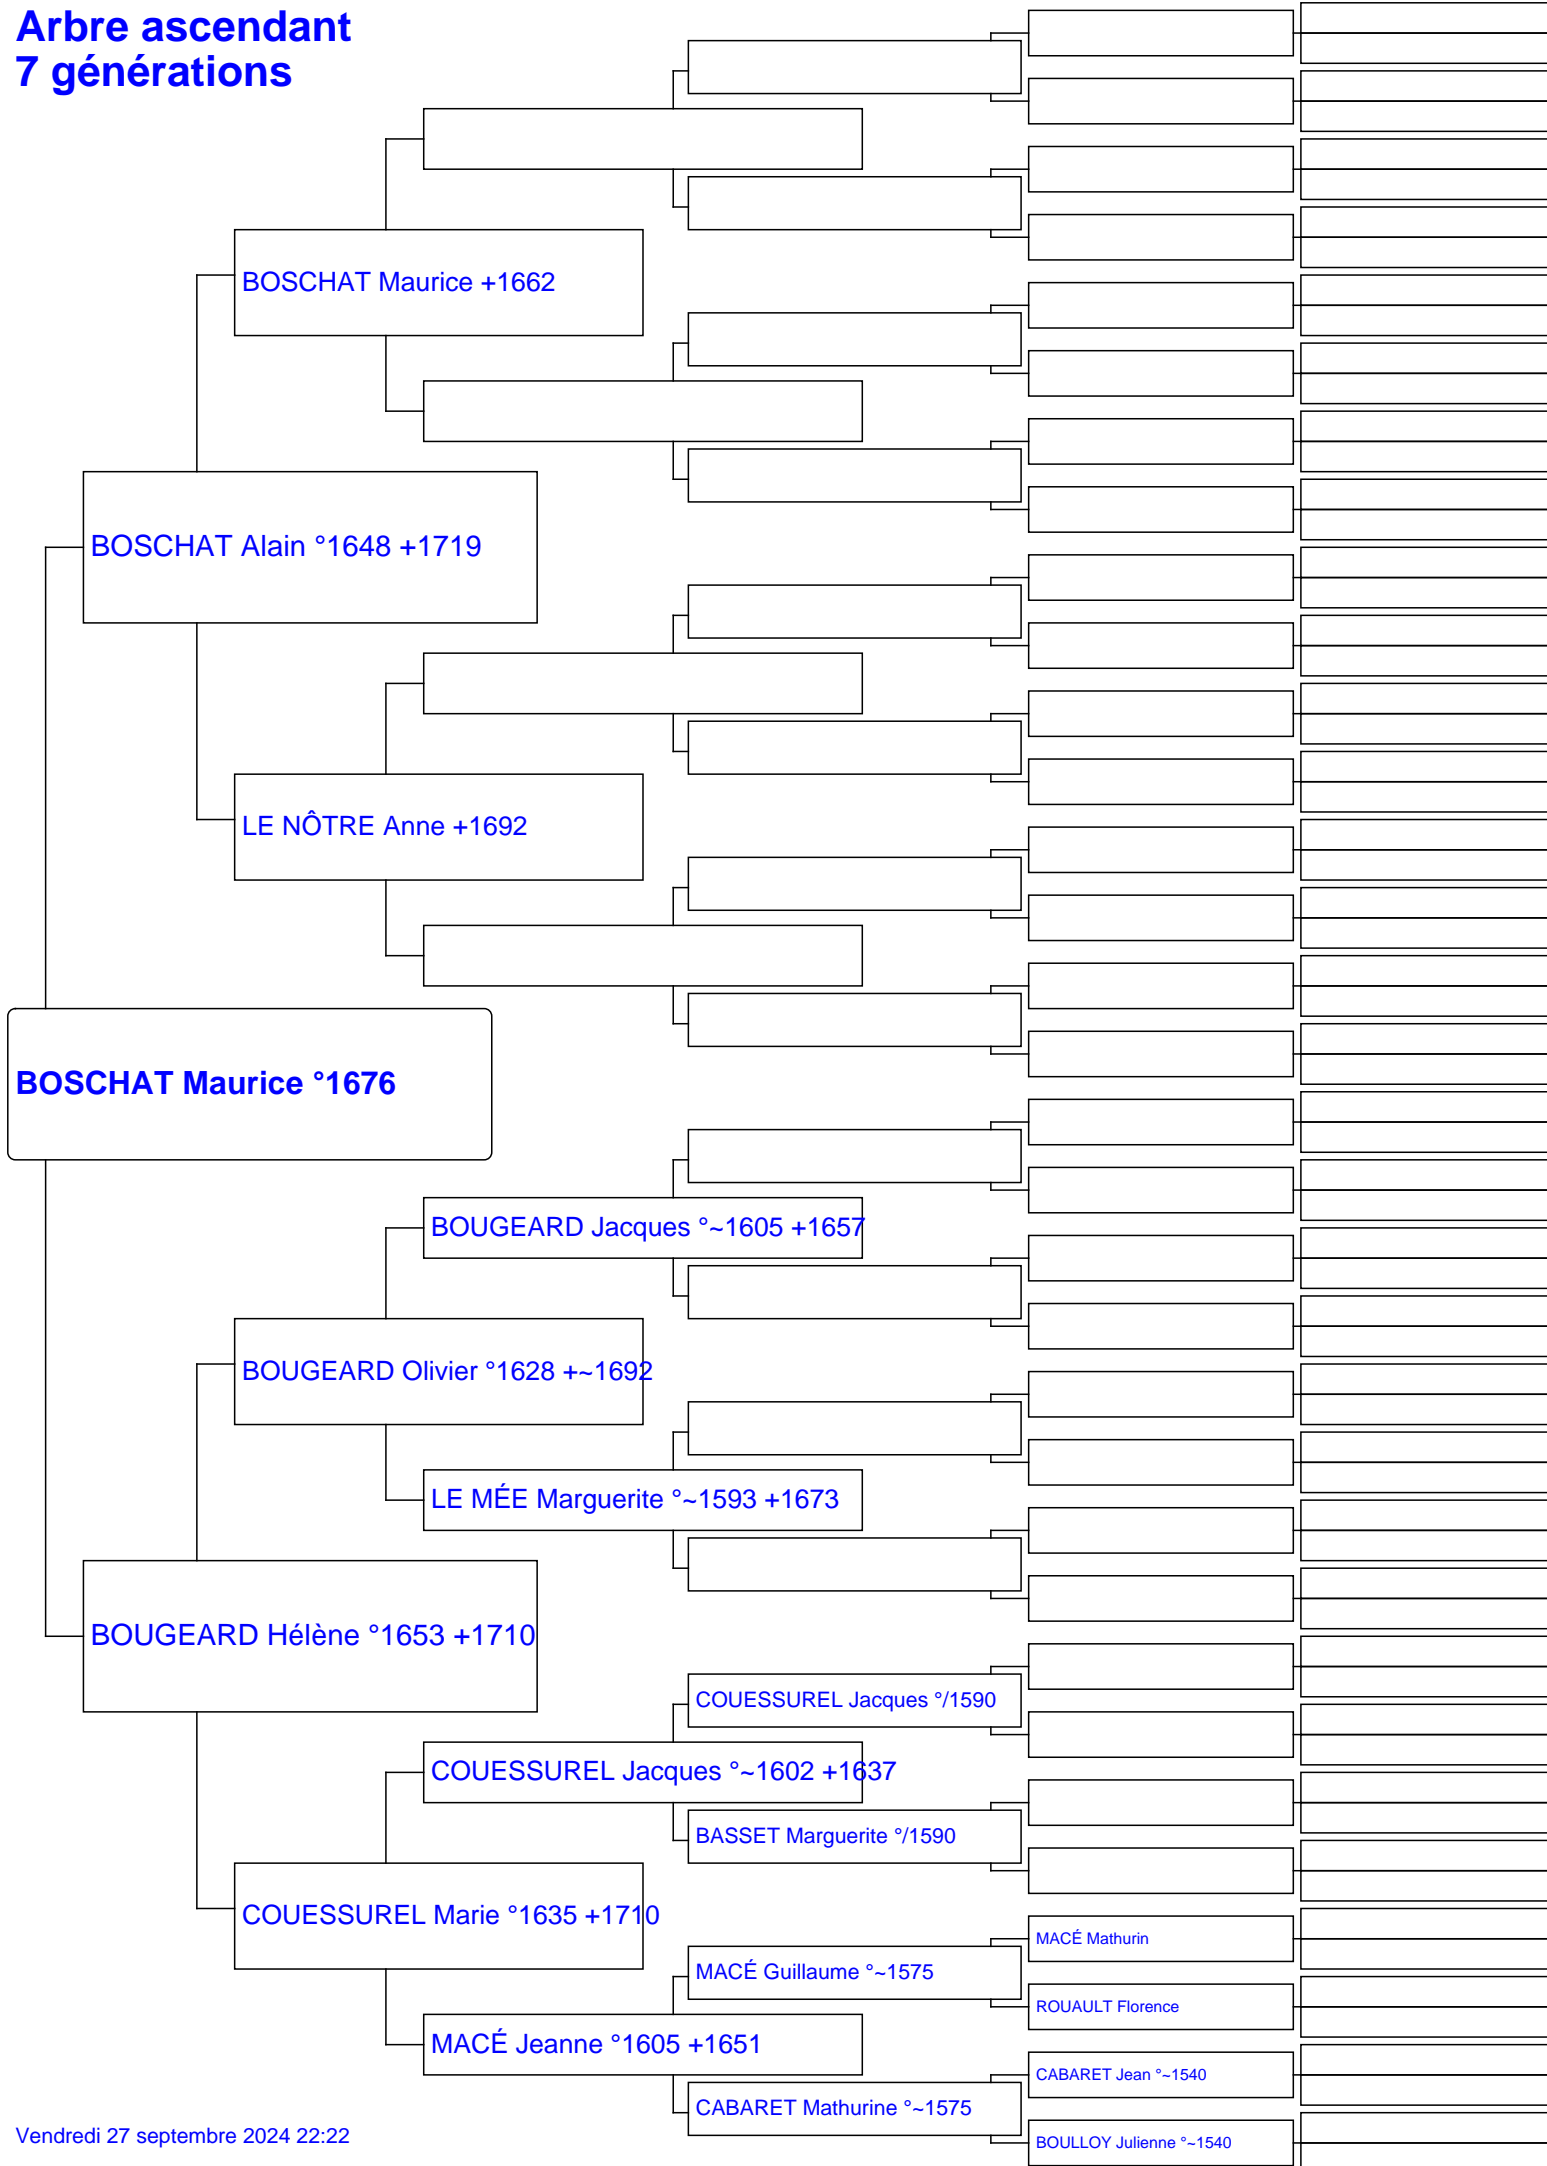 Arbre ascendant
7 générations
BOSCHAT Maurice +1662
BOSCHAT Alain °1648 +1719
LE NÔTRE Anne +1692
BOSCHAT Maurice °1676
BOUGEARD Jacques °~1605 +1657
BOUGEARD Olivier °1628 +~1692
LE MÉE Marguerite °~1593 +1673
BOUGEARD Hélène °1653 +1710
COUESSUREL Jacques °/1590
COUESSUREL Jacques °~1602 +1637
BASSET Marguerite °/1590
COUESSUREL Marie °1635 +1710
MACÉ Mathurin
MACÉ Guillaume °~1575
ROUAULT Florence
MACÉ Jeanne °1605 +1651
CABARET Jean °~1540
CABARET Mathurine °~1575
BOULLOY Julienne °~1540
Vendredi 27 septembre 2024 22:22